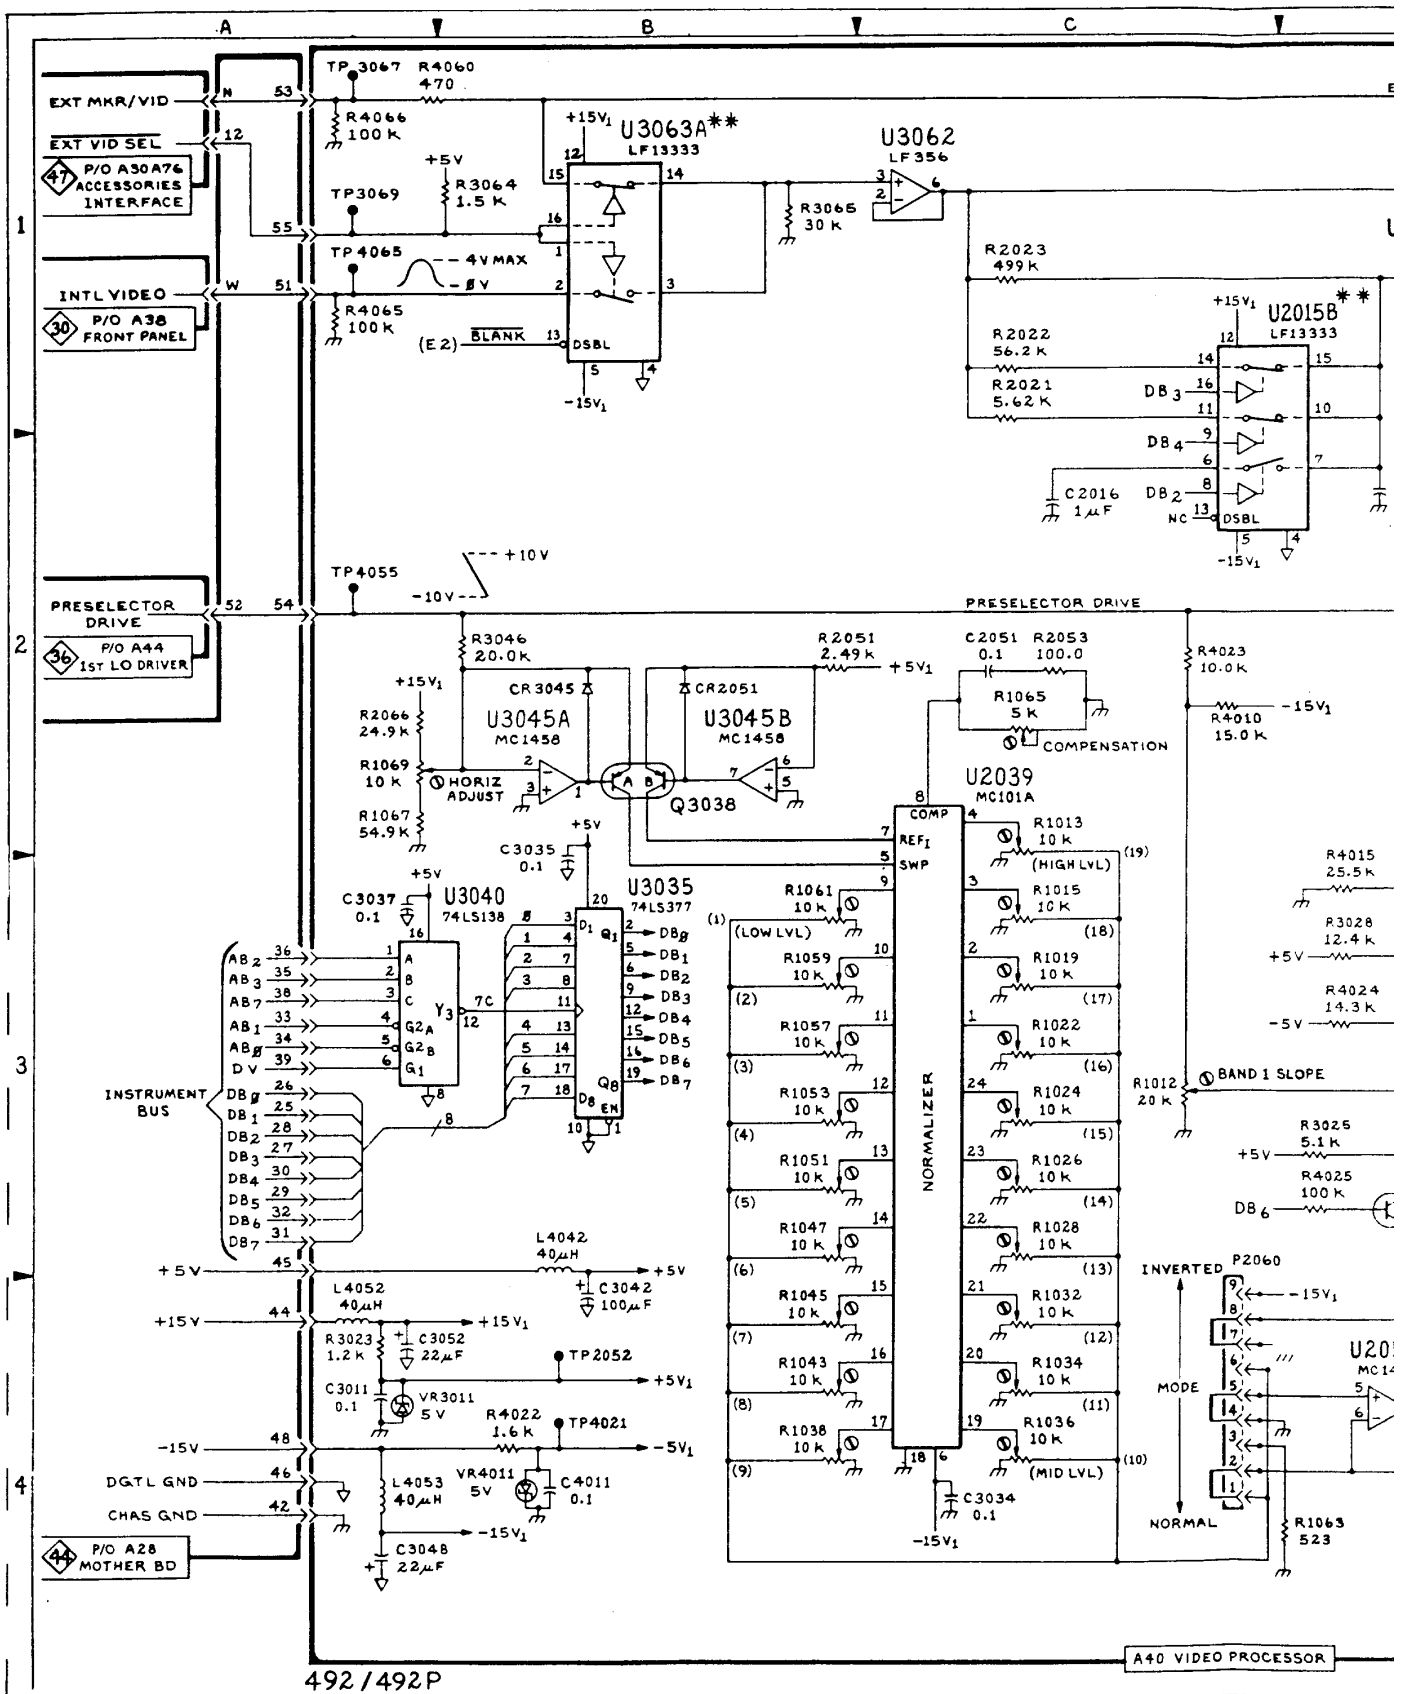 A B C
EXT MKR/VID
N 53
TP 3067
R4060
470
R4066
100 K
EXT VID SEL
12
47
P/O A30A76
ACCESSORIES
INTERFACE
+5V
R3064
1.5 K
TP3069
55
TP4065
4V MAX
0 V
INTL VIDEO
W 51
R4065
100 K
30
P/O A38
FRONT PANEL
(E2) BLANK
+15V1
U3063A**
LF13333
12
15
14
16
1
2
3
13 DSBL
5
4
-15V1
U3062
LF356
3
2
6
R3065
30 K
R2023
499 K
R2022
56.2 K
R2021
5.62 K
+15V1
U2015B **
LF13333
12
14
15
DB3 16
11
10
DB4 9
6
7
DB2 8
NC 13 DSBL
5
4
-15V1
C2016
1 µF
1
PRESELECTOR
DRIVE
52 54
TP4055
+10V
-10V
PRESELECTOR DRIVE
36
P/O A44
1ST LO DRIVER
2
R3046
20.0K
+15V1
R2066
24.9K
R1069
10 K
HORIZ
ADJUST
R1067
54.9K
CR3045
U3045A
MC1458
2
3
1
CR2051
U3045B
MC1458
7
6
5
A B
Q3038
R2051
2.49K
+5V1
C2051
0.1
R2053
100.0
R1065
5 K
COMPENSATION
R4023
10.0K
R4010
15.0 K
-15V1
U2039
MC101A
8
COMP
7 REFI
5 SWP
NORMALIZER
18 6
C3034
0.1
-15V1
9
R1061
10 K
(1)
(LOW LVL)
10
R1059
10 K
(2)
11
R1057
10 K
(3)
12
R1053
10 K
(4)
13
R1051
10 K
(5)
14
R1047
10 K
(6)
15
R1045
10 K
(7)
16
R1043
10 K
(8)
17
R1038
10 K
(9)
4
R1013
10 K
(19)
(HIGH LVL)
3
R1015
10 K
(18)
2
R1019
10 K
(17)
1
R1022
10 K
(16)
24
R1024
10 K
(15)
23
R1026
10 K
(14)
22
R1028
10 K
(13)
21
R1032
10 K
(12)
20
R1034
10 K
(11)
19
R1036
10 K
(10)
(MID LVL)
+5V
C3037
0.1
U3040
74LS138
16
1 A
2 B
3 C
4 G2A
5 G2B
6 G1
Y3
7C
12
8
+5V
C3035
0.1
U3035
74LS377
20
0 3 D1
1 4
2 7
3 8
11
4 13
5 14
6 17
7 18 D8
Q1 2 DB0
5 DB1
6 DB2
9 DB3
12 DB4
15 DB5
16 DB6
Q8 19 DB7
EN
10 1
INSTRUMENT
BUS
AB2 36
AB3 35
AB7 38
AB1 33
AB0 34
DV 39
DB0 26
DB1 25
DB2 28
DB3 27
DB4 30
DB5 29
DB6 32
DB7 31
8
3
+5V 45
L4042
40µH
+5V
C3042
100µF
+15V 44
L4052
40µH
+15V1
R3023
1.2 K
C3052
22µF
TP2052
+5V1
C3011
0.1
VR3011
5 V
-15V 48
R4022
1.6 K
TP4021
-5V1
VR4011
5V
C4011
0.1
L4053
40µH
-15V1
C3048
22µF
DGTL GND 46
CHAS GND 42
44
P/O A28
MOTHER BD
4
R4015
25.5K
R3028
12.4 K
+5V
R4024
14.3 K
-5V
R1012
20 K
BAND 1 SLOPE
R3025
5.1K
+5V
R4025
100 K
DB6
INVERTED
P2060
9
8
7
6
5
4
3
2
1
-15V1
MODE
NORMAL
5
6
R1063
523
A40 VIDEO PROCESSOR
492/492P